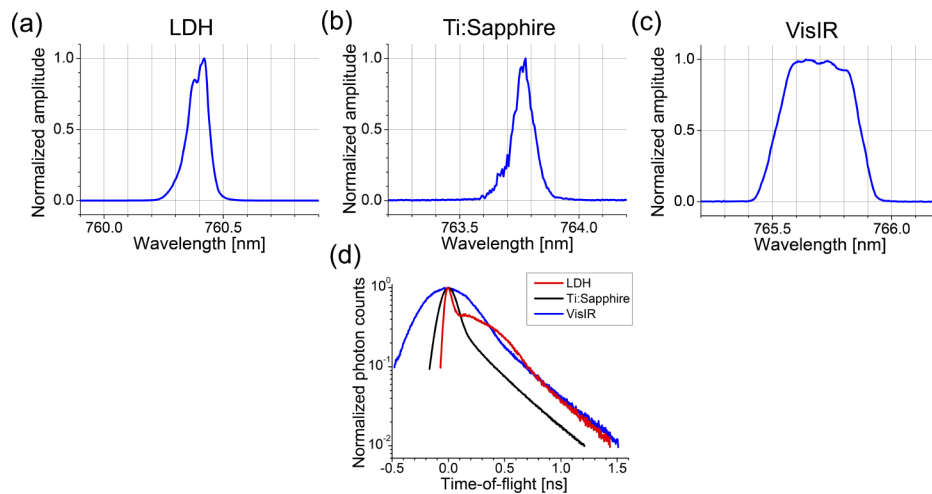 (a) LDH
(b) Ti:Sapphire
(c) VisIR
Normalized amplitude
1.0
0.5
0.0
760.0 760.5
Wavelength [nm]
Normalized amplitude
1.0
0.5
0.0
763.5 764.0
Wavelength [nm]
Normalized amplitude
1.0
0.5
0.0
765.5 766.0
Wavelength [nm]
(d)
Normalized photon counts
10⁰
10⁻¹
10⁻²
LDH
Ti:Sapphire
VisIR
-0.5 0.0 0.5 1.0 1.5
Time-of-flight [ns]